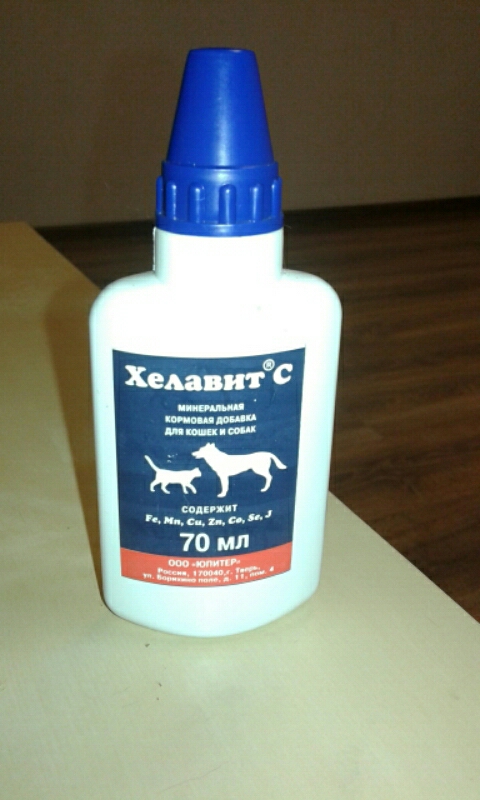 Хелавит® С
МИНЕРАЛЬНАЯ
КОРМОВАЯ ДОБАВКА
ДЛЯ КОШЕК И СОБАК
СОДЕРЖИТ
Fe, Mn, Cu, Zn, Co, Se, J
70 мл
ООО «ЮПИТЕР»
Россия, 170040, г. Тверь,
ул. Борихино поле, д. 11, пом. 4